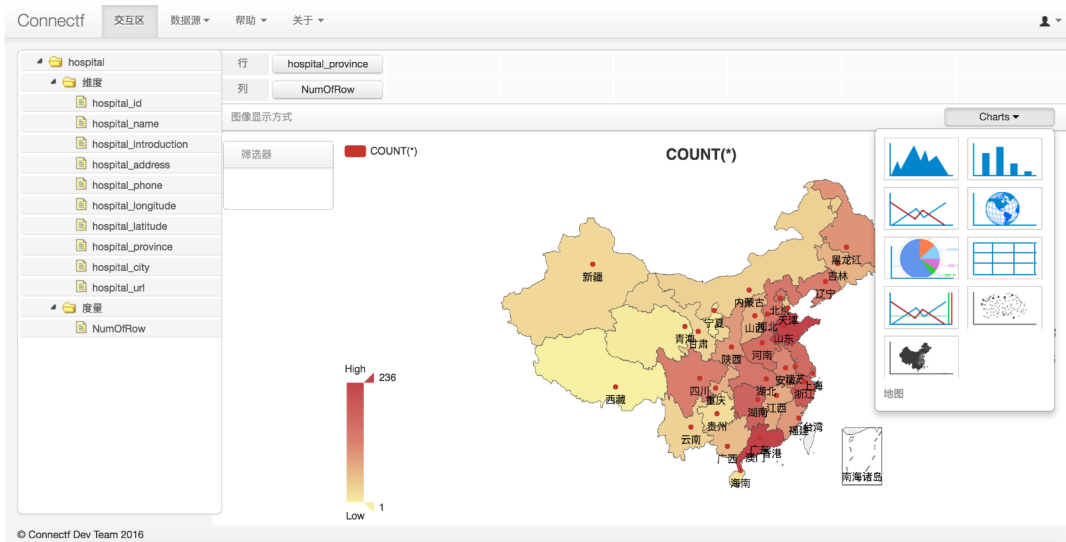 Connectf 交互区 数据源 帮助 关于
hospital
维度
hospital_id
hospital_name
hospital_introduction
hospital_address
hospital_phone
hospital_longitude
hospital_latitude
hospital_province
hospital_city
hospital_url
度量
NumOfRow
行 hospital_province
列 NumOfRow
图像显示方式 Charts
筛选器
COUNT(*)
COUNT(*)
黑龙江
吉林
新疆
辽宁
内蒙古
北京
宁夏
天津
山西
河北
青海
甘肃
山东
陕西
河南
安徽
江苏
上海
四川
湖北
浙江
西藏
重庆
江西
湖南
贵州
福建
台湾
云南
广东
广西
澳门
香港
海南
南海诸岛
High
236
1
Low
地图
© Connectf Dev Team 2016